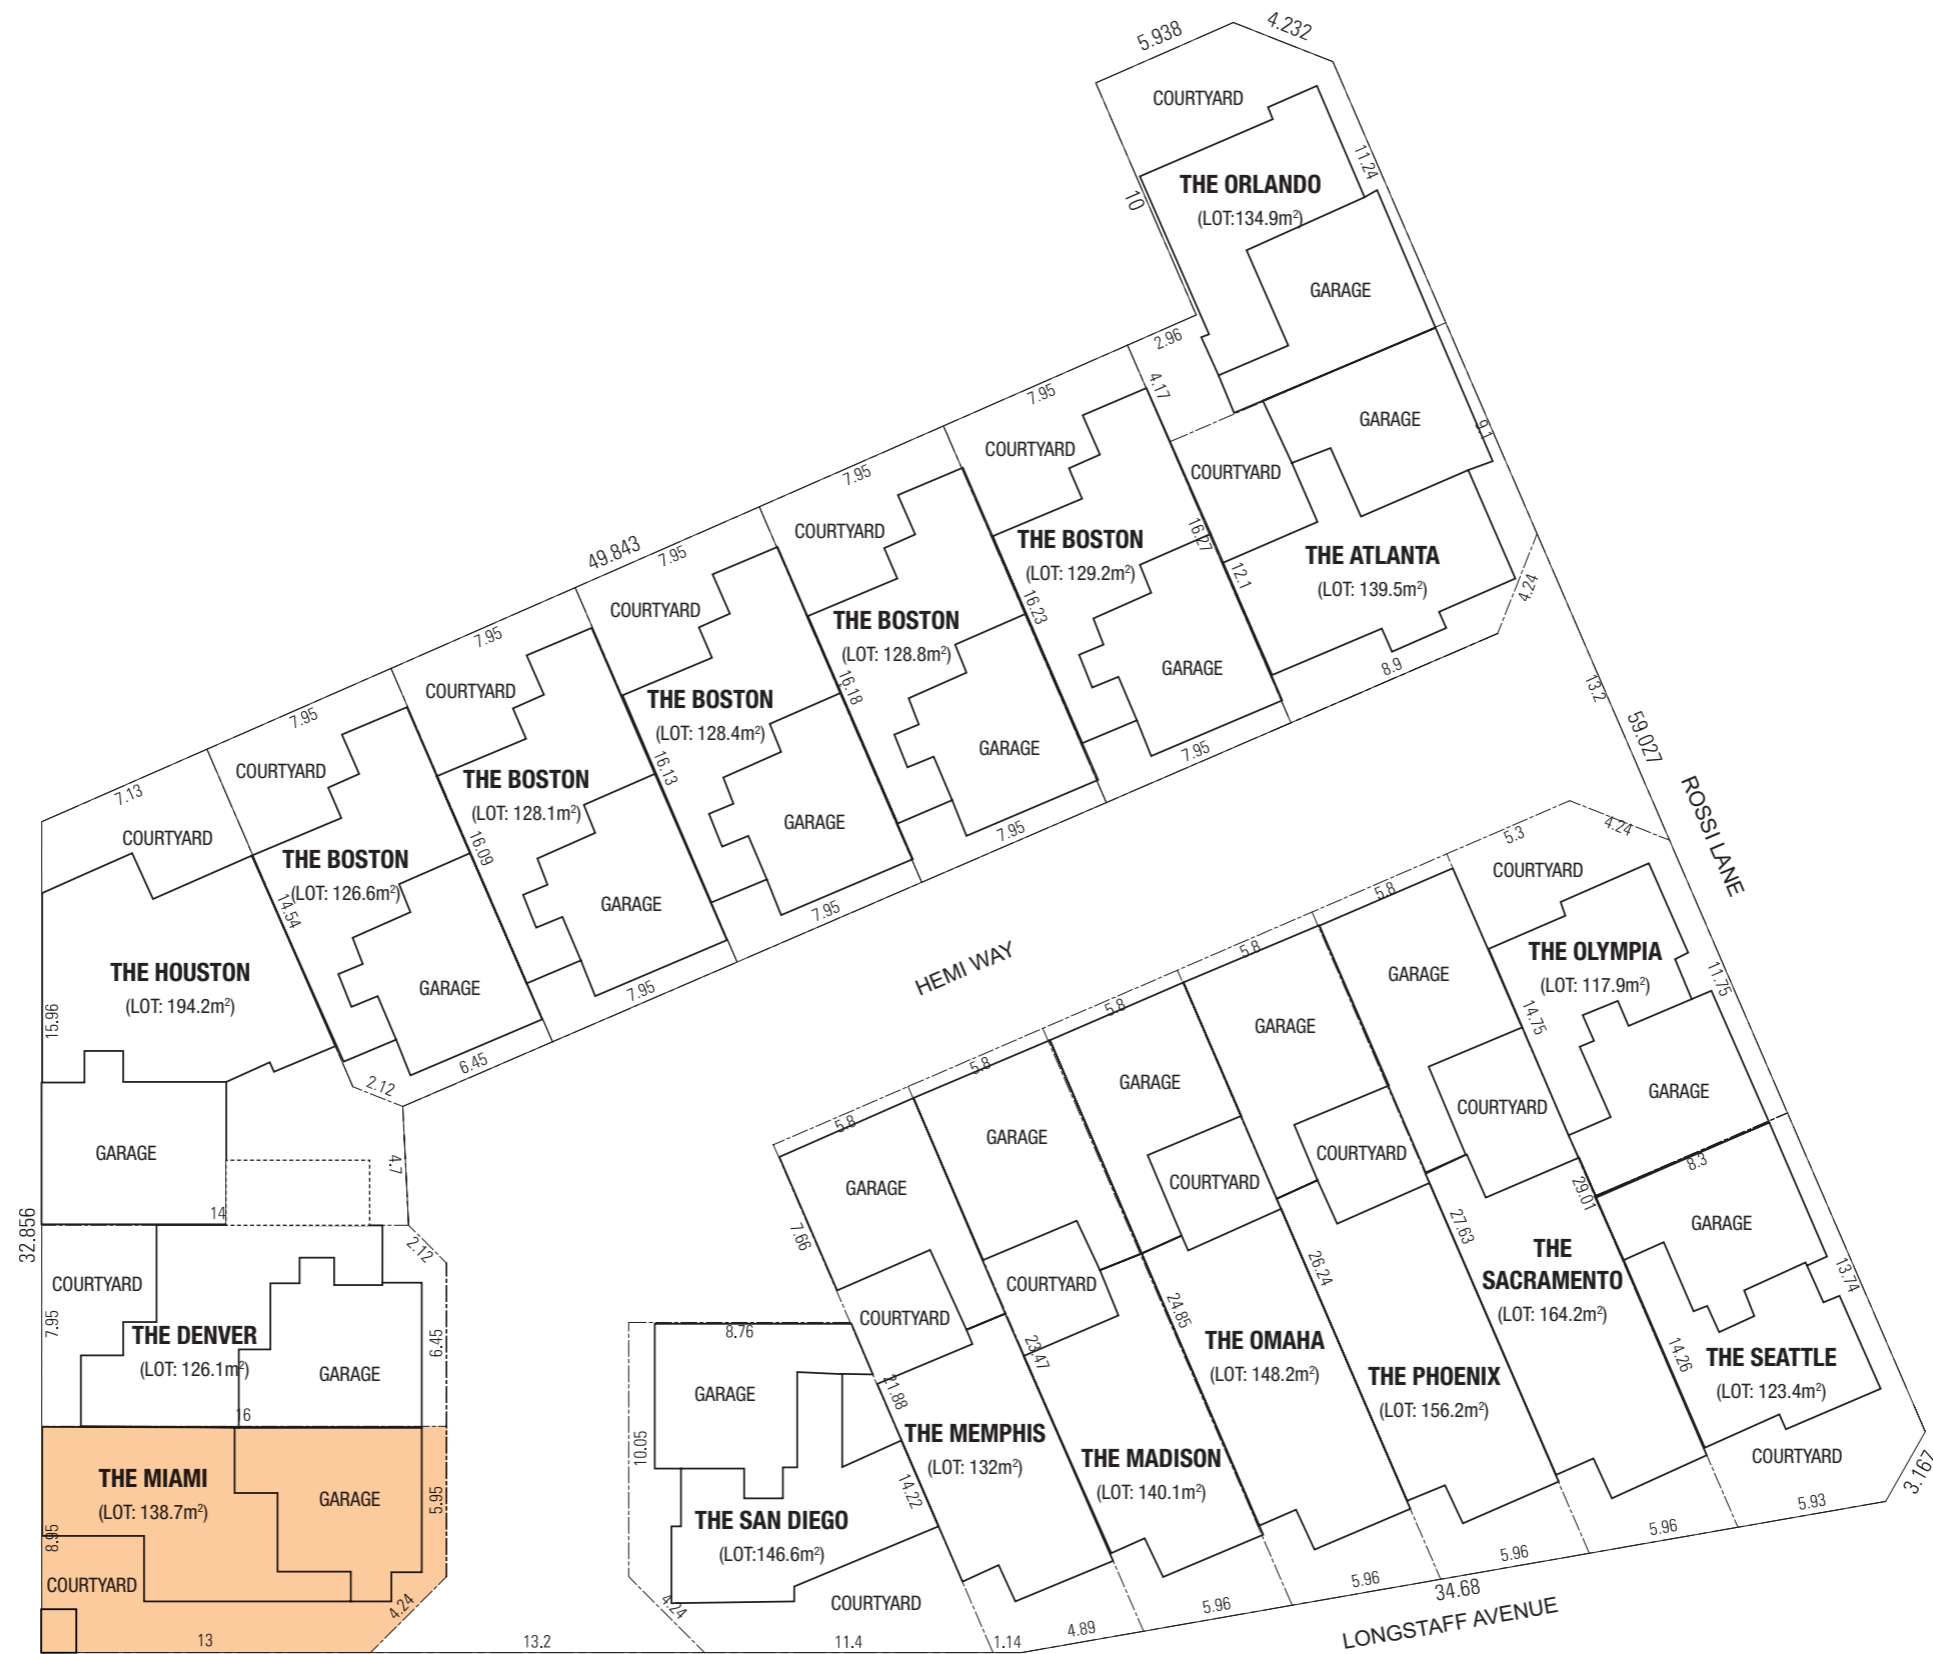 5.938
4.232
COURTYARD
THE ORLANDO
(LOT:134.9m²)
11.24
10
GARAGE
2.96
4.17
7.95
COURTYARD
GARAGE
9.1
COURTYARD
THE ATLANTA
(LOT: 139.5m²)
12.1
4.24
8.9
THE BOSTON
(LOT: 129.2m²)
16.27
GARAGE
7.95
7.95
COURTYARD
THE BOSTON
(LOT: 128.8m²)
16.23
GARAGE
7.95
49.843
7.95
COURTYARD
THE BOSTON
(LOT: 128.4m²)
16.18
GARAGE
7.95
7.95
COURTYARD
THE BOSTON
(LOT: 128.1m²)
16.13
GARAGE
7.95
7.95
COURTYARD
THE BOSTON
(LOT: 126.6m²)
16.09
14.54
GARAGE
6.45
7.13
COURTYARD
THE HOUSTON
(LOT: 194.2m²)
15.96
2.12
GARAGE
4.7
14
32.856
2.12
COURTYARD
7.95
THE DENVER
(LOT: 126.1m²)
GARAGE
6.45
16
THE MIAMI
(LOT: 138.7m²)
GARAGE
5.95
8.95
COURTYARD
4.24
13
13.2
HEMI WAY
13.2
59.027
ROSSI LANE
5.3
4.24
COURTYARD
THE OLYMPIA
(LOT: 117.9m²)
11.75
14.75
GARAGE
8.3
5.8
GARAGE
COURTYARD
29.01
THE
SACRAMENTO
(LOT: 164.2m²)
5.8
GARAGE
COURTYARD
27.63
THE PHOENIX
(LOT: 156.2m²)
5.8
GARAGE
COURTYARD
26.24
THE OMAHA
(LOT: 148.2m²)
5.8
GARAGE
COURTYARD
24.85
THE MADISON
(LOT: 140.1m²)
5.8
GARAGE
7.66
COURTYARD
23.47
21.88
THE MEMPHIS
(LOT: 132m²)
14.22
GARAGE
13.74
14.26
THE SEATTLE
(LOT: 123.4m²)
COURTYARD
3.167
5.93
8.76
GARAGE
10.05
THE SAN DIEGO
(LOT:146.6m²)
COURTYARD
4.24
11.4
1.14
4.89
5.96
5.96
5.96
5.96
34.68
LONGSTAFF AVENUE